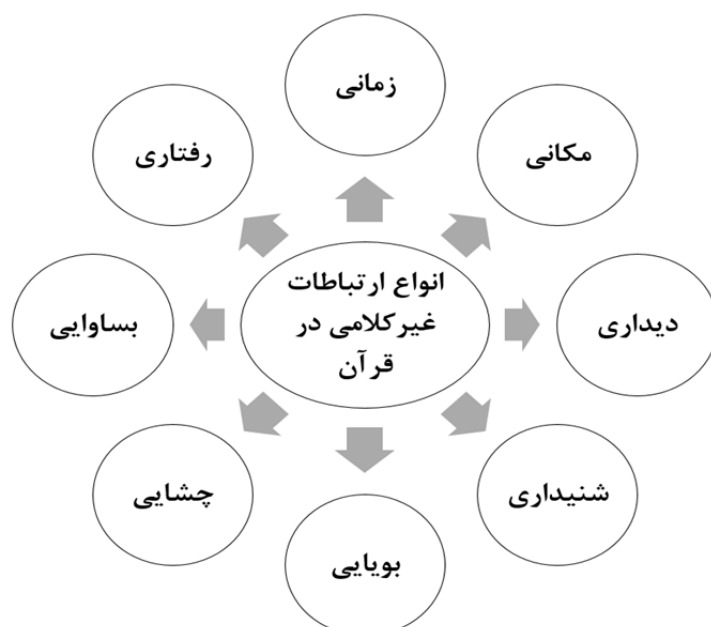 زمانی
مکانی
رفتاری
انواع ارتباطات
غیرکلامی در
قرآن
دیداری
بساوایی
شنیداری
چشایی
بویایی